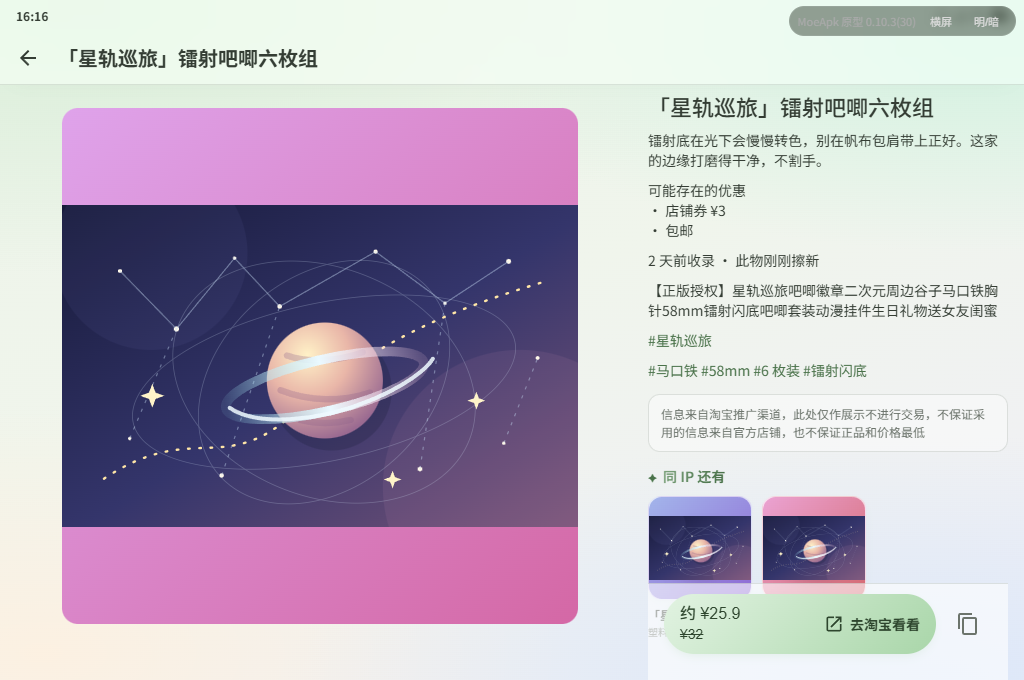 16:16
MoeApk 原型 0.10.3(30) 横屏 明/暗
「星轨巡旅」镭射吧唧六枚组
「星轨巡旅」镭射吧唧六枚组
镭射底在光下会慢慢转色，别在帆布包肩带上正好。这家
的边缘打磨得干净，不割手。
可能存在的优惠
· 店铺券 ¥3
· 包邮
2 天前收录 · 此物刚刚擦新
【正版授权】星轨巡旅吧唧徽章二次元周边谷子马口铁胸
针58mm镭射闪底吧唧套装动漫挂件生日礼物送女友闺蜜
#星轨巡旅
#马口铁 #58mm #6 枚装 #镭射闪底
信息来自淘宝推广渠道，此处仅作展示不进行交易，不保证采
用的信息来自官方店铺，也不保证正品和价格最低
同 IP 还有
约 ¥25.9
¥32
去淘宝看看